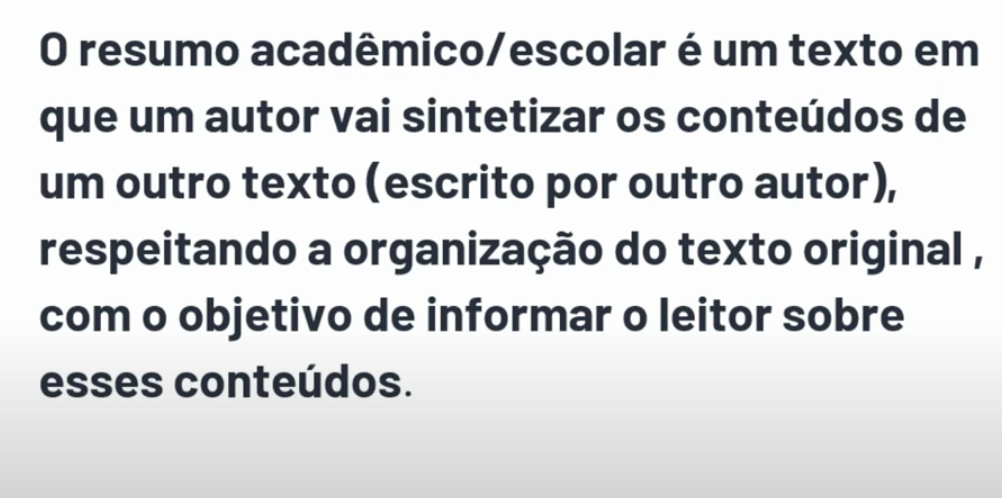 O resumo acadêmico/escolar é um texto em
que um autor vai sintetizar os conteúdos de
um outro texto (escrito por outro autor),
respeitando a organização do texto original ,
com o objetivo de informar o leitor sobre
esses conteúdos.